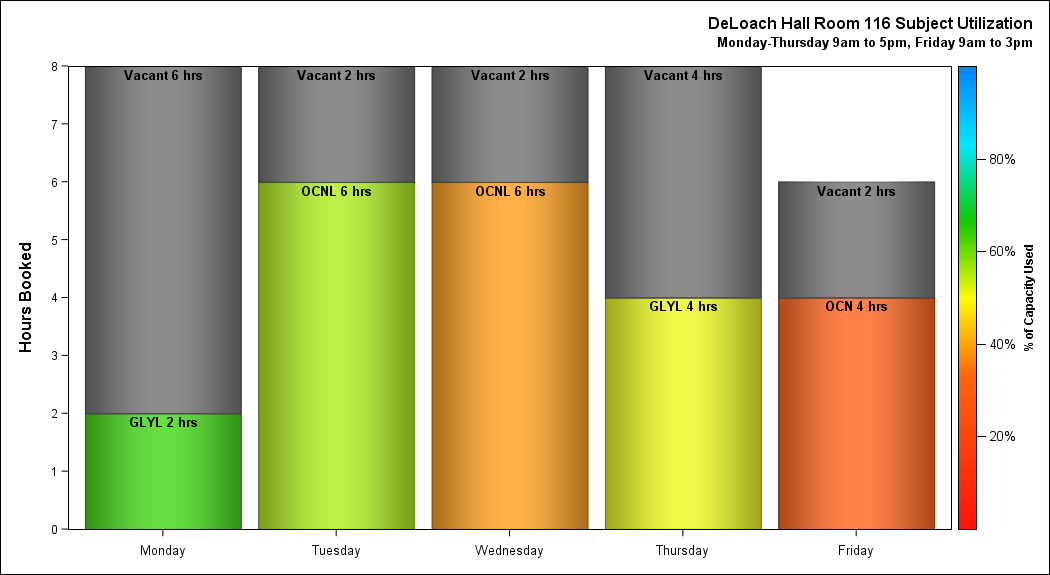 DeLoach Hall Room 116 Subject Utilization
Monday-Thursday 9am to 5pm, Friday 9am to 3pm
Hours Booked
8
7
6
5
4
3
2
1
0
Vacant 6 hrs
GLYL 2 hrs
Vacant 2 hrs
OCNL 6 hrs
Vacant 2 hrs
OCNL 6 hrs
Vacant 4 hrs
GLYL 4 hrs
Vacant 2 hrs
OCN 4 hrs
Monday
Tuesday
Wednesday
Thursday
Friday
80%
60%
40%
20%
% of Capacity Used